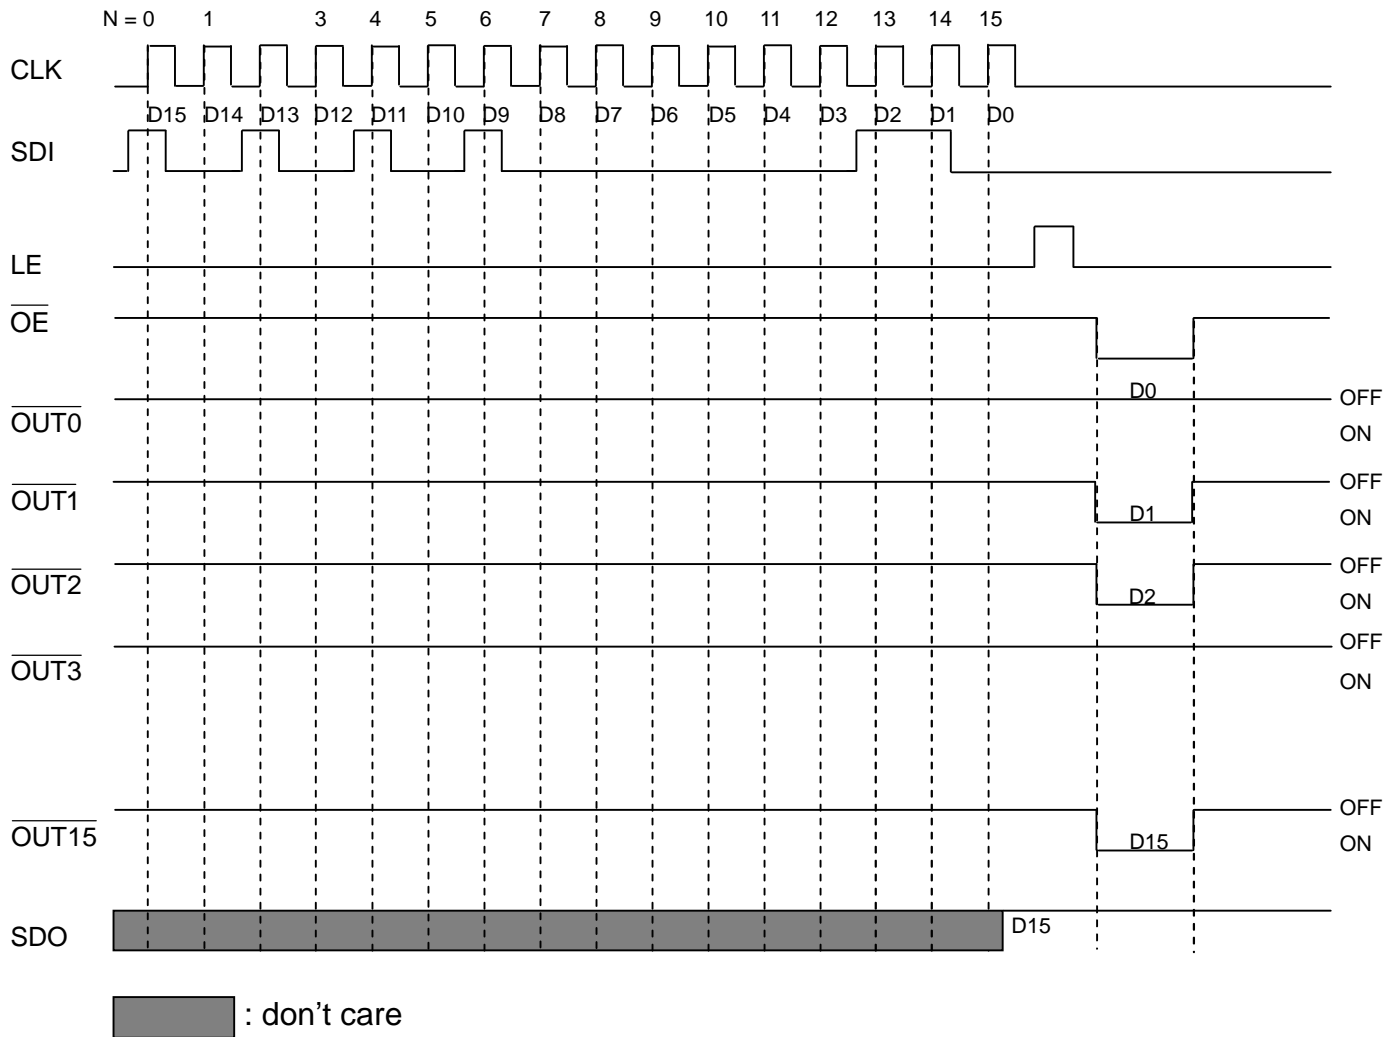 N = 0 1 3 4 5 6 7 8 9 10 11 12 13 14 15
CLK
D15 D14 D13 D12 D11 D10 D9 D8 D7 D6 D5 D4 D3 D2 D1 D0
SDI
LE
OE
D0 OFF
OUT0 ON
OFF
OUT1 D1 ON
OFF
OUT2 D2 ON
OFF
OUT3 ON
OFF
OUT15 D15 ON
SDO D15
: don't care